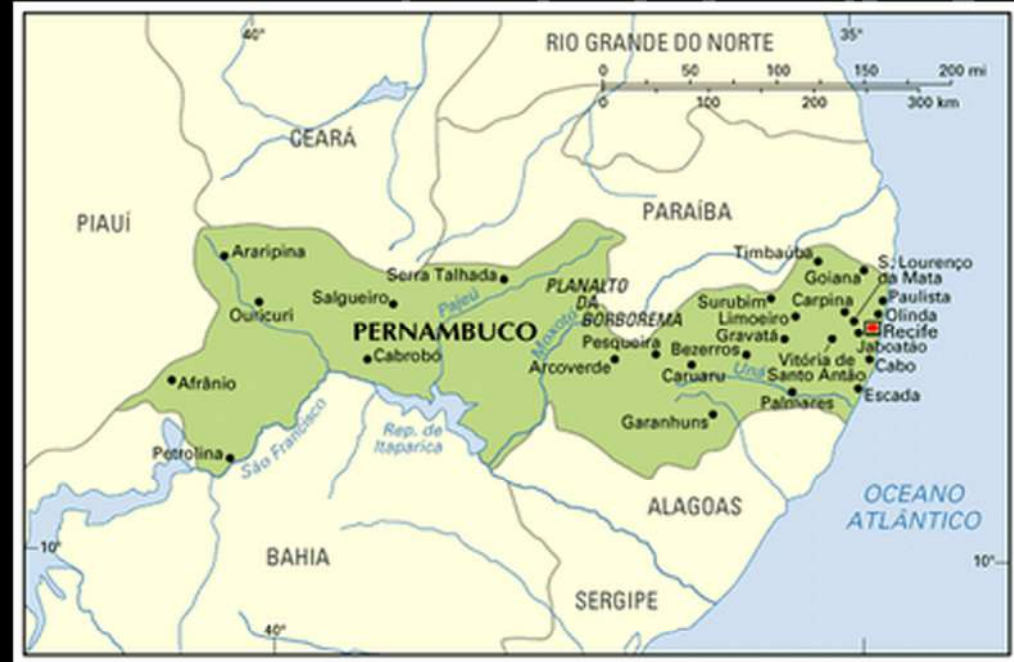 40°
35°
RIO GRANDE DO NORTE
0 50 100 150 200 mi
0 100 200 300 km
CEARÁ
PIAUÍ
PARAÍBA
Araripina
Timbaúba
S. Lourenço
da Mata
Goiana
Serra Talhada
PLANALTO
DA
BORBOREMA
Pajeú
Salgueiro
Surubim
Carpina
Paulista
Ouricuri
Limoeiro
Olinda
PERNAMBUCO
Moxotó
Gravatá
Recife
Pesqueira
Bezerros
Jaboatão
Cabrobó
Arcoverde
Vitória de
Santo Antão
Cabo
Caruaru
Una
Afrânio
Palmares
Escada
Garanhuns
São Francisco
Rep. de
Itaparica
Petrolina
ALAGOAS
OCEANO
ATLÂNTICO
10°
BAHIA
10°
SERGIPE
40°